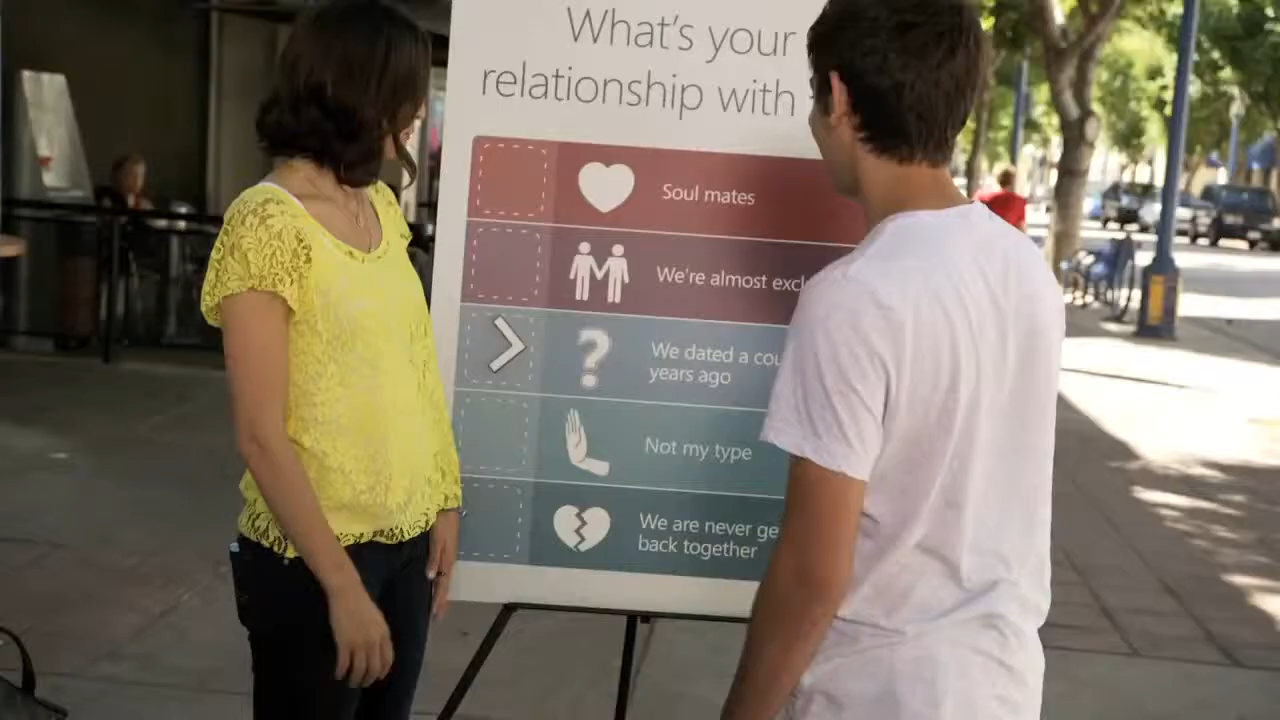 What's your
relationship with
Soul mates
We're almost excl
We dated a cou
years ago
Not my type
We are never ge
back together